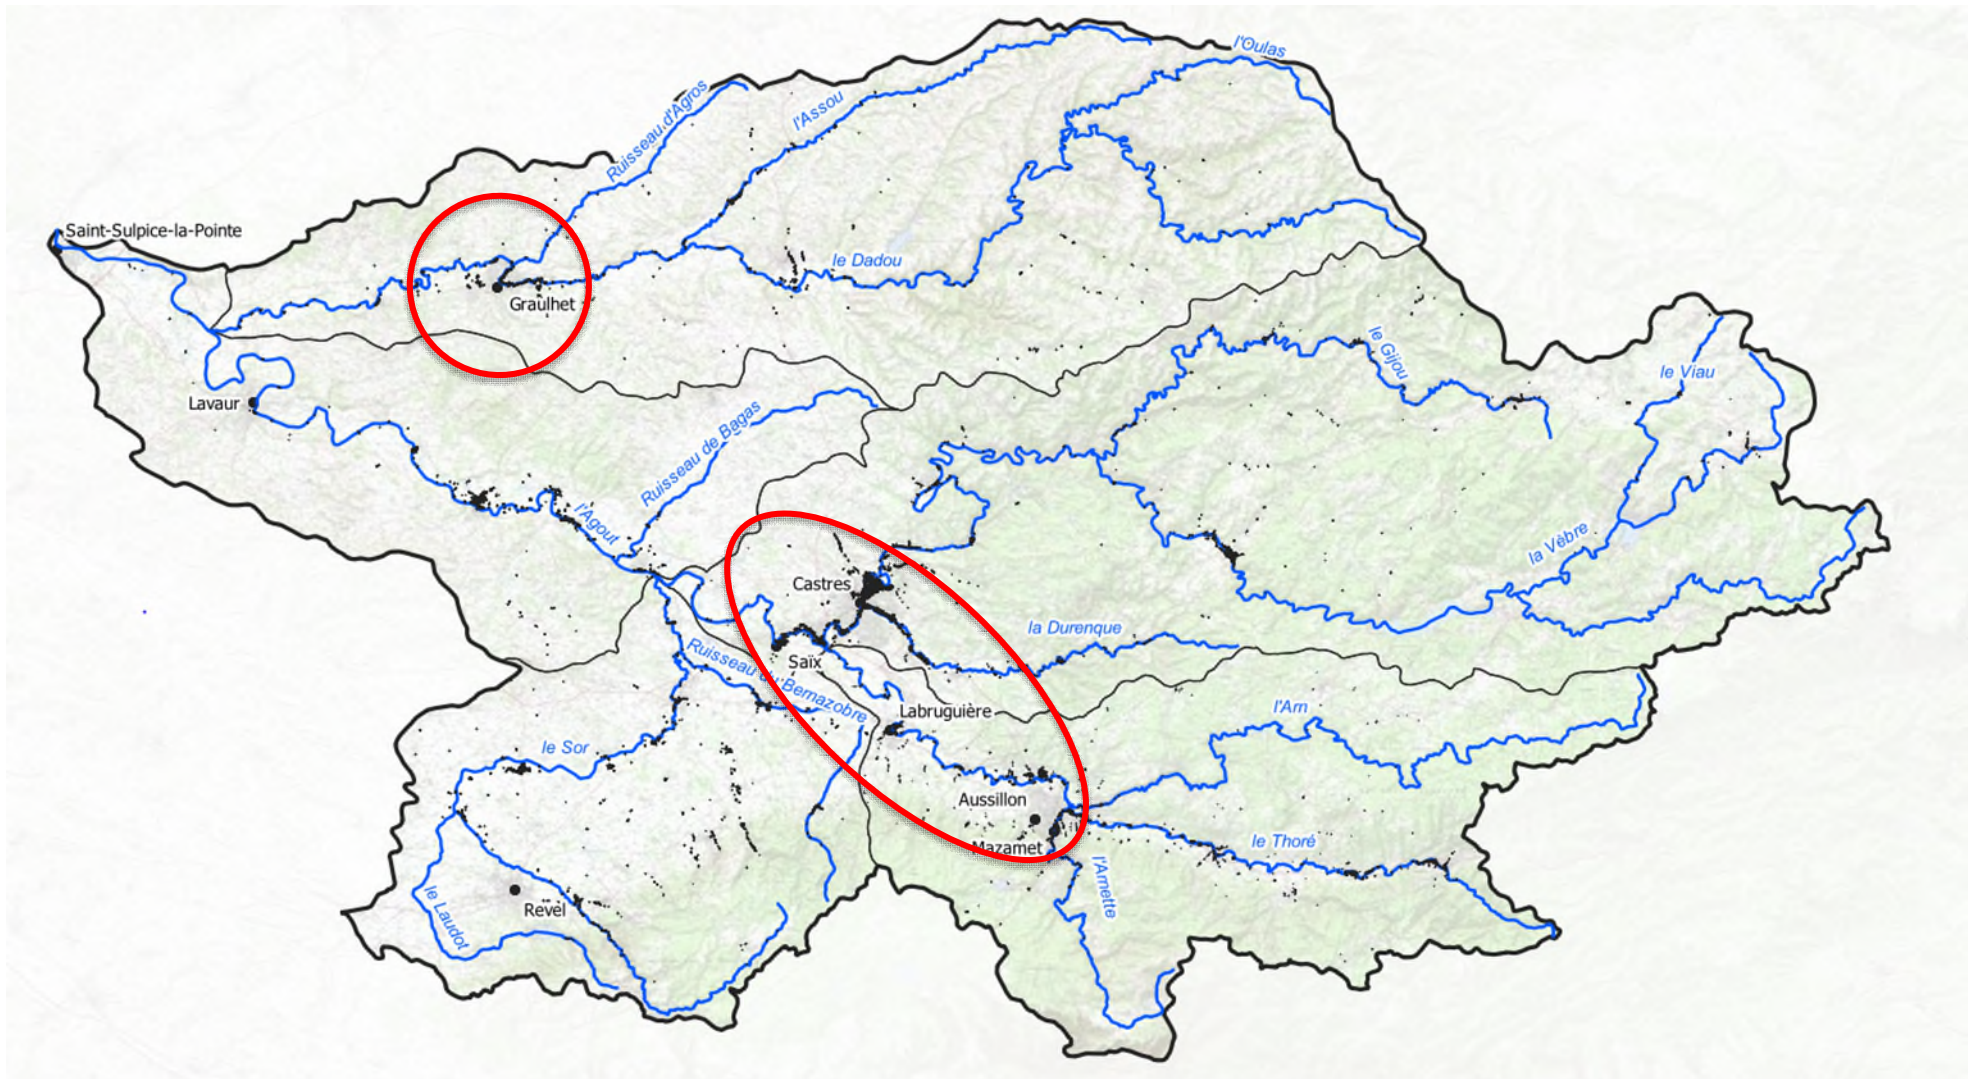 l'Oulas
Ruisseau d'Agros
l'Assou
Saint-Sulpice-la-Pointe
le Dadou
Graulhet
le Gijou
le Viau
Lavaur
Ruisseau de Bagas
l'Agout
la Vèbre
Castres
la Durenque
Saïx
Ruisseau du Bernazobre
Labruguière
l'Arn
le Sor
Aussillon
Mazamet
le Thoré
l'Arnette
Revel
le Laudot